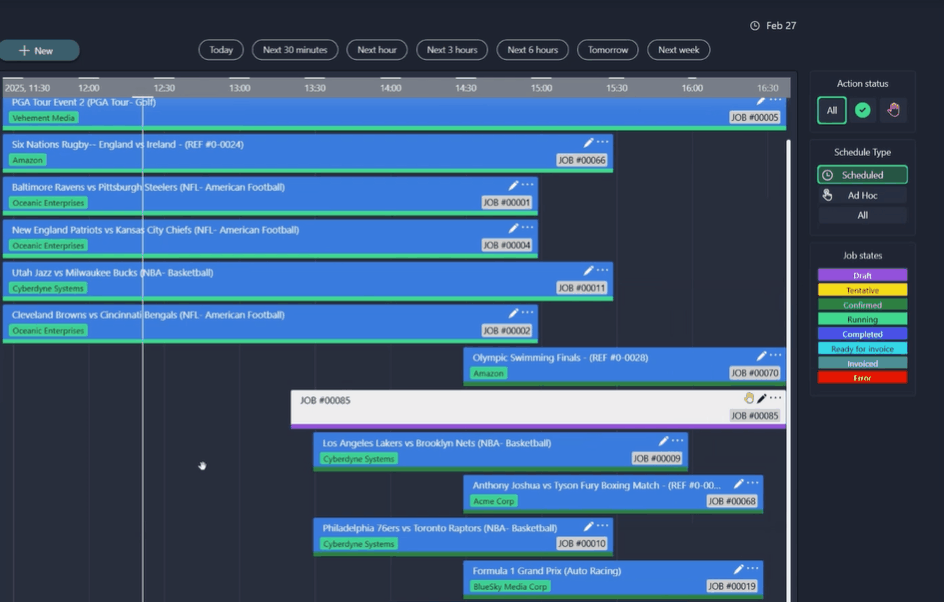 Feb 27
+ New
Today
Next 30 minutes
Next hour
Next 3 hours
Next 6 hours
Tomorrow
Next week
2025, 11:30 12:00 12:30 13:00 13:30 14:00 14:30 15:00 15:30 16:00 16:30
PGA Tour Event 2 (PGA Tour- Golf)
Vehement Media
JOB #00005
Six Nations Rugby-- England vs Ireland - (REF #0-0024)
Amazon
JOB #00066
Baltimore Ravens vs Pittsburgh Steelers (NFL- American Football)
Oceanic Enterprises
JOB #00001
New England Patriots vs Kansas City Chiefs (NFL- American Football)
Oceanic Enterprises
JOB #00004
Utah Jazz vs Milwaukee Bucks (NBA- Basketball)
Cyberdyne Systems
JOB #00011
Cleveland Browns vs Cincinnati Bengals (NFL- American Football)
Oceanic Enterprises
JOB #00002
Olympic Swimming Finals - (REF #0-0028)
Amazon
JOB #00070
JOB #00085
JOB #00085
Los Angeles Lakers vs Brooklyn Nets (NBA- Basketball)
Cyberdyne Systems
JOB #00009
Anthony Joshua vs Tyson Fury Boxing Match - (REF #0-00...
Acme Corp
JOB #00068
Philadelphia 76ers vs Toronto Raptors (NBA- Basketball)
Cyberdyne Systems
JOB #00010
Formula 1 Grand Prix (Auto Racing)
BlueSky Media Corp
JOB #00019
Action status
All
Schedule Type
Scheduled
Ad Hoc
All
Job states
Draft
Tentative
Confirmed
Running
Completed
Ready for invoice
Invoiced
Error